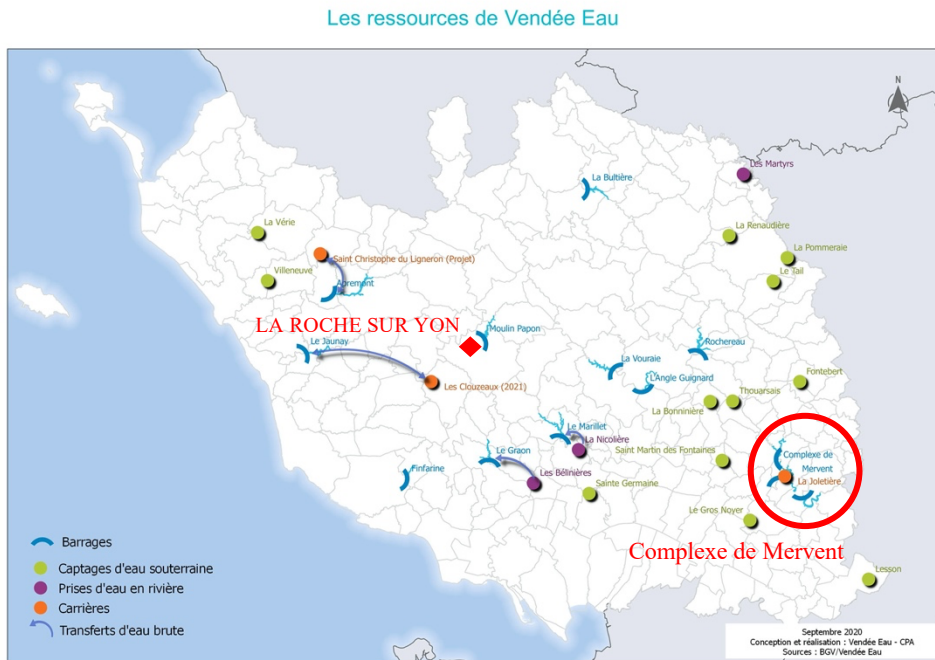 Les ressources de Vendée Eau
N
Les Martyrs
La Bultière
La Vérie
La Renaudière
Saint Christophe du Ligneron (Projet)
La Pommeraie
Villeneuve
Apremont
Le Tail
LA ROCHE SUR YON
Moulin Papon
Le Jaunay
Rochereau
La Vouraie
Fontebert
Les Clouzeaux (2021)
L'Angle Guignard
Thouarsais
La Bonninière
Le Marillet
La Nicolière
Le Graon
Saint Martin des Fontaines
Complexe de
Mervent
La Joletière
Finfarine
Les Bélinières
Sainte Germaine
Le Gros Noyer
Complexe de Mervent
Lesson
Barrages
Captages d'eau souterraine
Prises d'eau en rivière
Carrières
Transferts d'eau brute
Septembre 2020
Conception et réalisation : Vendée Eau - CPA
Sources : BGV/Vendée Eau